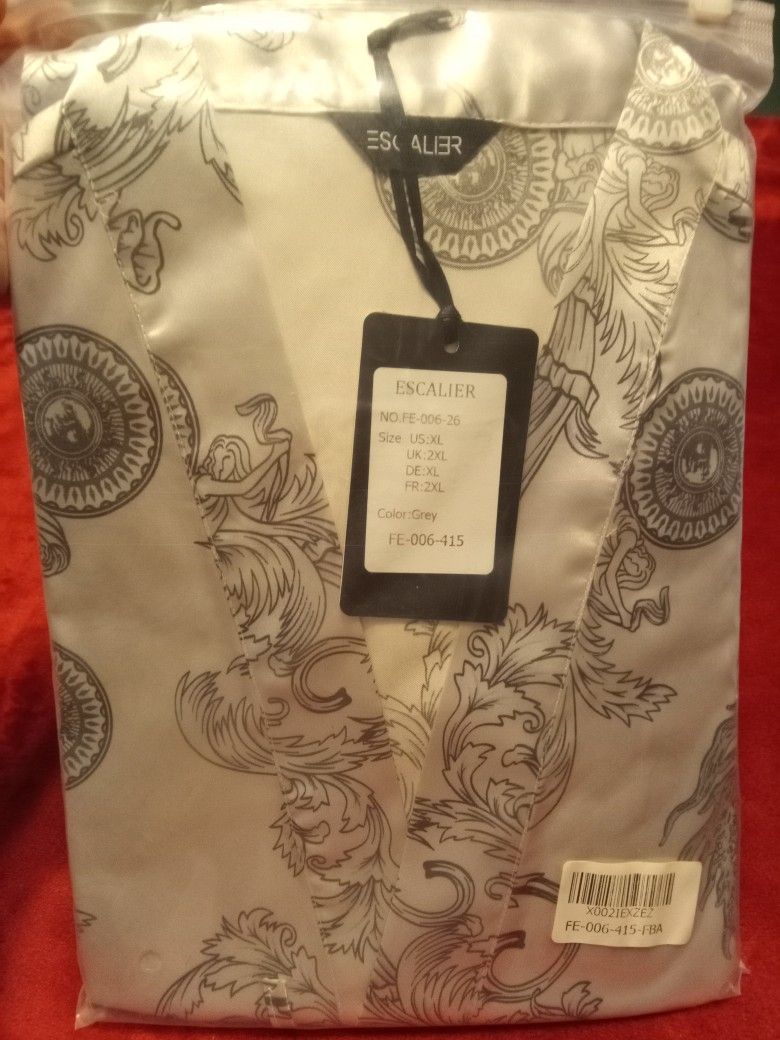 ESCALIER
ESCALIER
NO.FE-006-26
Size US:XL
UK:2XL
DE:XL
FR:2XL
Color:Grey
FE-006-415
X002IEXZEZ
FE-006-415-FBA